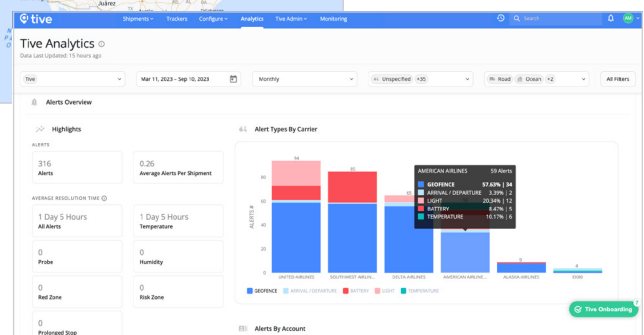 Juárez
tive
Shipments
Trackers
Configure
Analytics
Tive Admin
Monitoring
Search
AM
Tive Analytics
Data Last Updated: 15 hours ago
Tive
Mar 11, 2023 – Sep 10, 2023
Monthly
Unspecified +35
Road Ocean +2
All Filters
Alerts Overview
Highlights
ALERTS
316
Alerts
0.26
Average Alerts Per Shipment
AVERAGE RESOLUTION TIME
1 Day 5 Hours
All Alerts
1 Day 5 Hours
Temperature
0
Probe
0
Humidity
0
Red Zone
0
Risk Zone
0
Prolonged Stop
Alert Types By Carrier
ALERTS #
80
60
40
20
0
94
85
65
9
4
AMERICAN AIRLINES 59 Alerts
GEOFENCE 57.63% | 34
ARRIVAL / DEPARTURE 3.39% | 2
LIGHT 20.34% | 12
BATTERY 8.47% | 5
TEMPERATURE 10.17% | 6
UNITED AIRLINES
SOUTHWEST AIRLIN...
DELTA AIRLINES
AMERICAN AIRLINE...
ALASKA AIRLINES
GEOFENCE
ARRIVAL / DEPARTURE
BATTERY
LIGHT
TEMPERATURE
Alerts By Account
Tive Onboarding